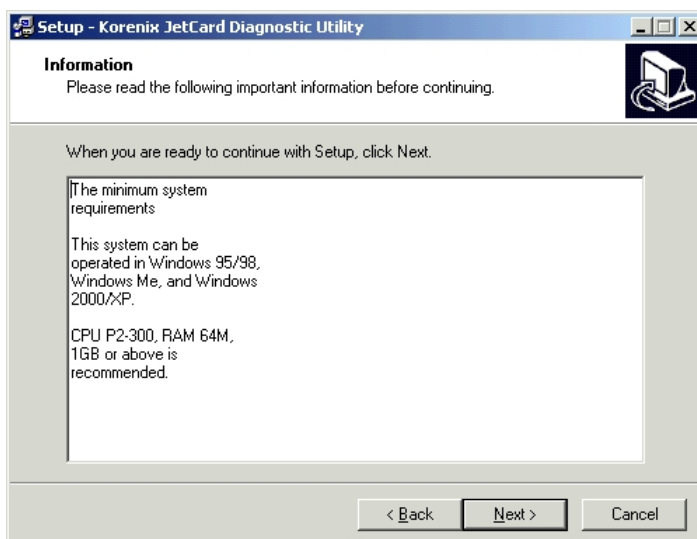 Setup - Korenix JetCard Diagnostic Utility
Information
Please read the following important information before continuing.
When you are ready to continue with Setup, click Next.
The minimum system
requirements
This system can be
operated in Windows 95/98,
Windows Me, and Windows
2000/XP.
CPU P2-300, RAM 64M,
1GB or above is
recommended.
< Back
Next >
Cancel